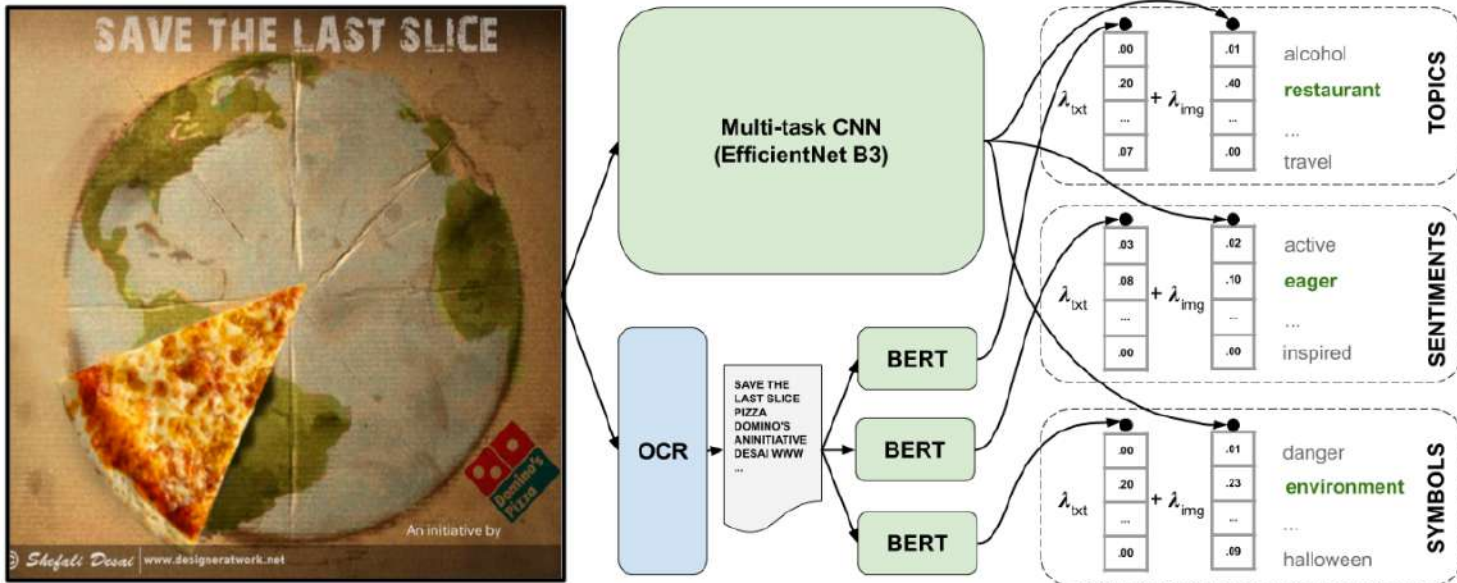 SAVE THE LAST SLICE
Domino's
Pizza
An initiative by
© Shefali Desai | www.designeratwork.net
Multi-task CNN
(EfficientNet B3)
OCR
SAVE THE
LAST SLICE
PIZZA
DOMINO'S
ANINITIATIVE
DESAI WWW
...
BERT
BERT
BERT
λtxt + λimg
.00 .01 alcohol
.20 .40 restaurant
... ... ...
.07 .00 travel
TOPICS
λtxt + λimg
.03 .02 active
.08 .10 eager
... ... ...
.00 .00 inspired
SENTIMENTS
λtxt + λimg
.00 .01 danger
.20 .23 environment
... ... ...
.00 .09 halloween
SYMBOLS